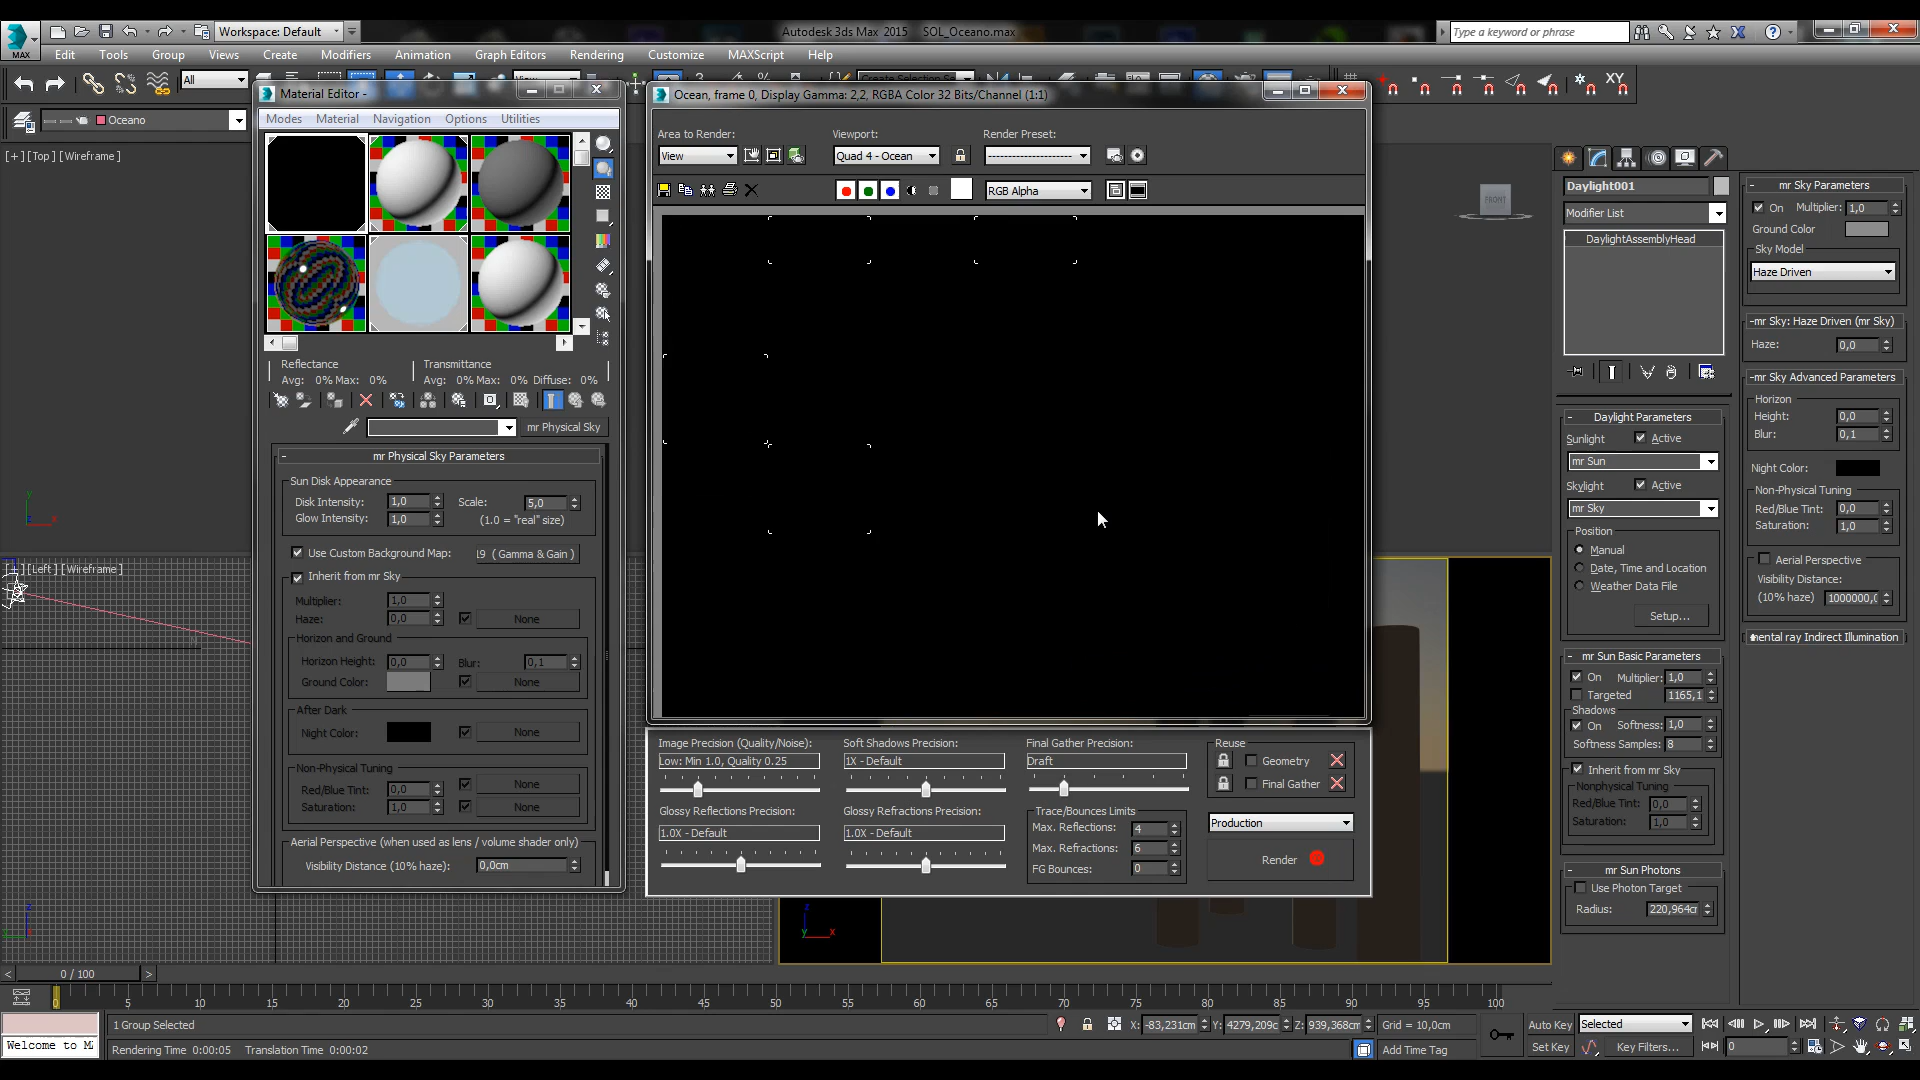 Workspace: Default
Autodesk 3ds Max 2015 SOL_Oceano.max
Type a keyword or phrase
MAX
Edit Tools Group Views Create Modifiers Animation Graph Editors Rendering Customize MAXScript Help
All
Oceano
[+] [Top] [Wireframe]
[+] [Left] [Wireframe]
Material Editor -
Modes Material Navigation Options Utilities
Reflectance
Avg: 0% Max: 0%
Transmittance
Avg: 0% Max: 0% Diffuse: 0%
mr Physical Sky
- mr Physical Sky Parameters
Sun Disk Appearance
Disk Intensity: 1,0 Scale: 5,0
Glow Intensity: 1,0 (1.0 = "real" size)
Use Custom Background Map: 19 ( Gamma & Gain )
Inherit from mr Sky
Multiplier: 1,0
Haze: 0,0 None
Horizon and Ground
Horizon Height: 0,0 Blur: 0,1
Ground Color: None
After Dark
Night Color: None
Non-Physical Tuning
Red/Blue Tint: 0,0 None
Saturation: 1,0 None
Aerial Perspective (when used as lens / volume shader only)
Visibility Distance (10% haze): 0,0cm
Ocean, frame 0, Display Gamma: 2,2, RGBA Color 32 Bits/Channel (1:1)
Area to Render: Viewport: Render Preset:
View Quad 4 - Ocean
RGB Alpha
Image Precision (Quality/Noise): Soft Shadows Precision: Final Gather Precision:
Low: Min 1.0, Quality 0.25 1X - Default Draft
Glossy Reflections Precision: Glossy Refractions Precision:
1.0X - Default 1.0X - Default
Trace/Bounces Limits
Max. Reflections: 4
Max. Refractions: 6
FG Bounces: 0
Reuse
Geometry
Final Gather
Production
Render
FRONT
Daylight001
Modifier List
DaylightAssemblyHead
- Daylight Parameters
Sunlight Active
mr Sun
Skylight Active
mr Sky
Position
Manual
Date, Time and Location
Weather Data File
Setup...
- mr Sun Basic Parameters
On Multiplier: 1,0
Targeted 1165,1
Shadows
On Softness: 1,0
Softness Samples: 8
Inherit from mr Sky
Nonphysical Tuning
Red/Blue Tint: 0,0
Saturation: 1,0
- mr Sun Photons
Use Photon Target
Radius: 220,964cm
- mr Sky Parameters
On Multiplier: 1,0
Ground Color
Sky Model
Haze Driven
-mr Sky: Haze Driven (mr Sky)
Haze: 0,0
-mr Sky Advanced Parameters
Horizon
Height: 0,0
Blur: 0,1
Night Color:
Non-Physical Tuning
Red/Blue Tint: 0,0
Saturation: 1,0
Aerial Perspective
Visibility Distance:
(10% haze) 1000000,0
mental ray Indirect Illumination
< 0 / 100 >
0 5 10 15 20 25 30 35 40 45 50 55 60 65 70 75 80 85 90 95 100
1 Group Selected
X: -83,231cm Y: 4279,209c Z: 939,368cm Grid = 10,0cm
Auto Key Selected
Welcome to M
Rendering Time 0:00:05 Translation Time 0:00:02
Add Time Tag
Set Key Key Filters... 0